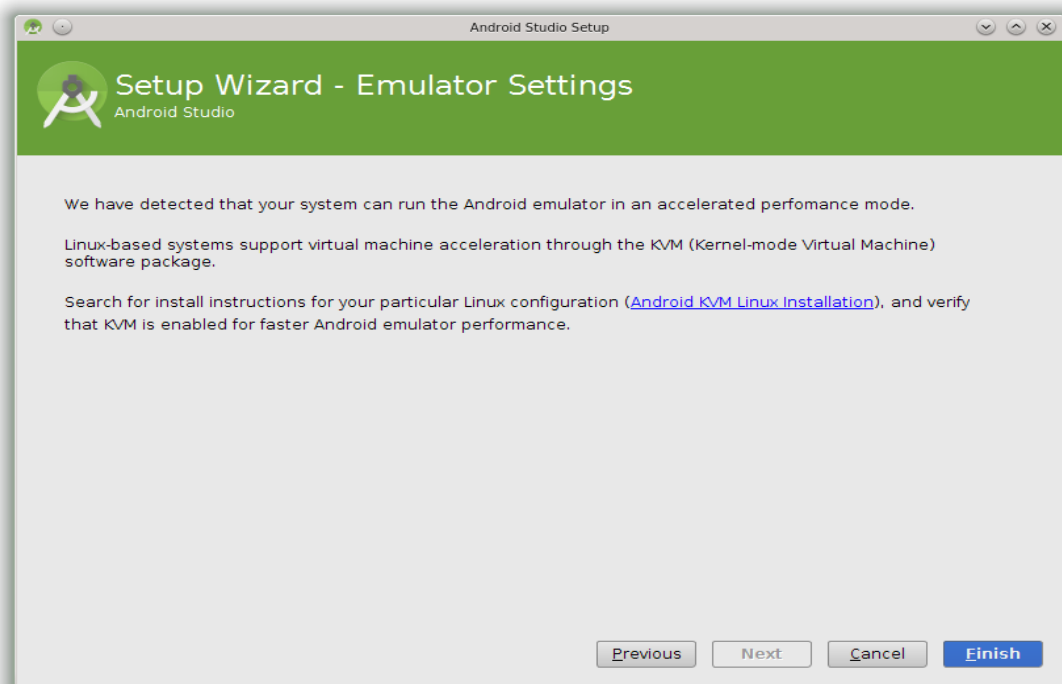 Android Studio Setup
Setup Wizard - Emulator Settings
Android Studio
We have detected that your system can run the Android emulator in an accelerated perfomance mode.
Linux-based systems support virtual machine acceleration through the KVM (Kernel-mode Virtual Machine)
software package.
Search for install instructions for your particular Linux configuration (Android KVM Linux Installation), and verify
that KVM is enabled for faster Android emulator performance.
Previous
Next
Cancel
Finish